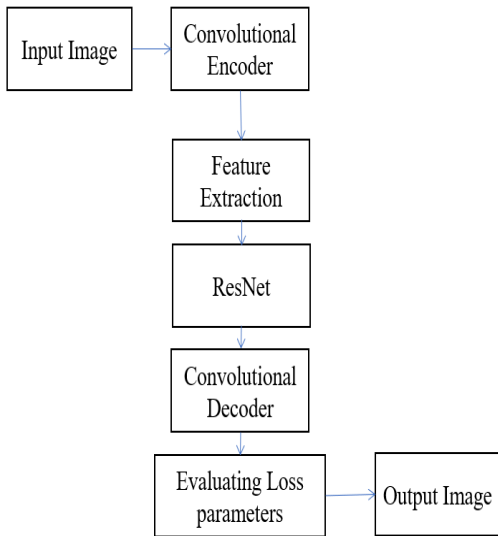 Input Image
Convolutional
Encoder
Feature
Extraction
ResNet
Convolutional
Decoder
Evaluating Loss
parameters
Output Image